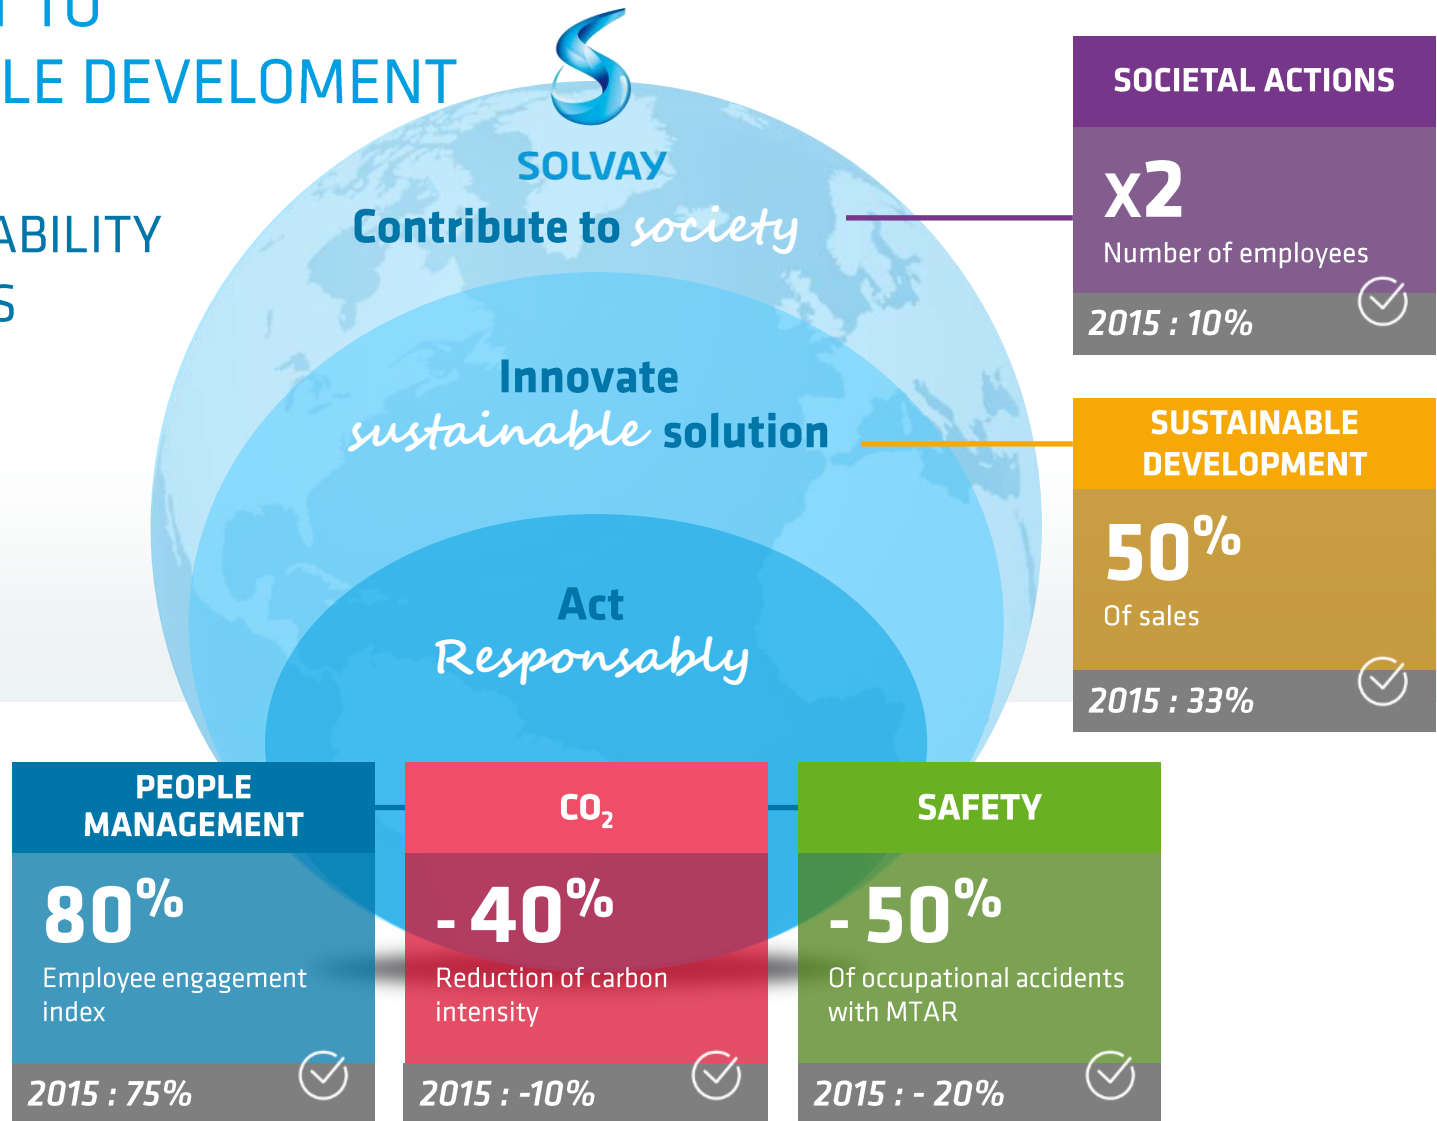 T TO
LE DEVELOMENT
ABILITY
S
SOLVAY
Contribute to society
Innovate
sustainable solution
Act
Responsably
SOCIETAL ACTIONS
x2
Number of employees
2015 : 10%
SUSTAINABLE
DEVELOPMENT
50%
Of sales
2015 : 33%
PEOPLE
MANAGEMENT
80%
Employee engagement
index
2015 : 75%
CO₂
- 40%
Reduction of carbon
intensity
2015 : -10%
SAFETY
- 50%
Of occupational accidents
with MTAR
2015 : - 20%